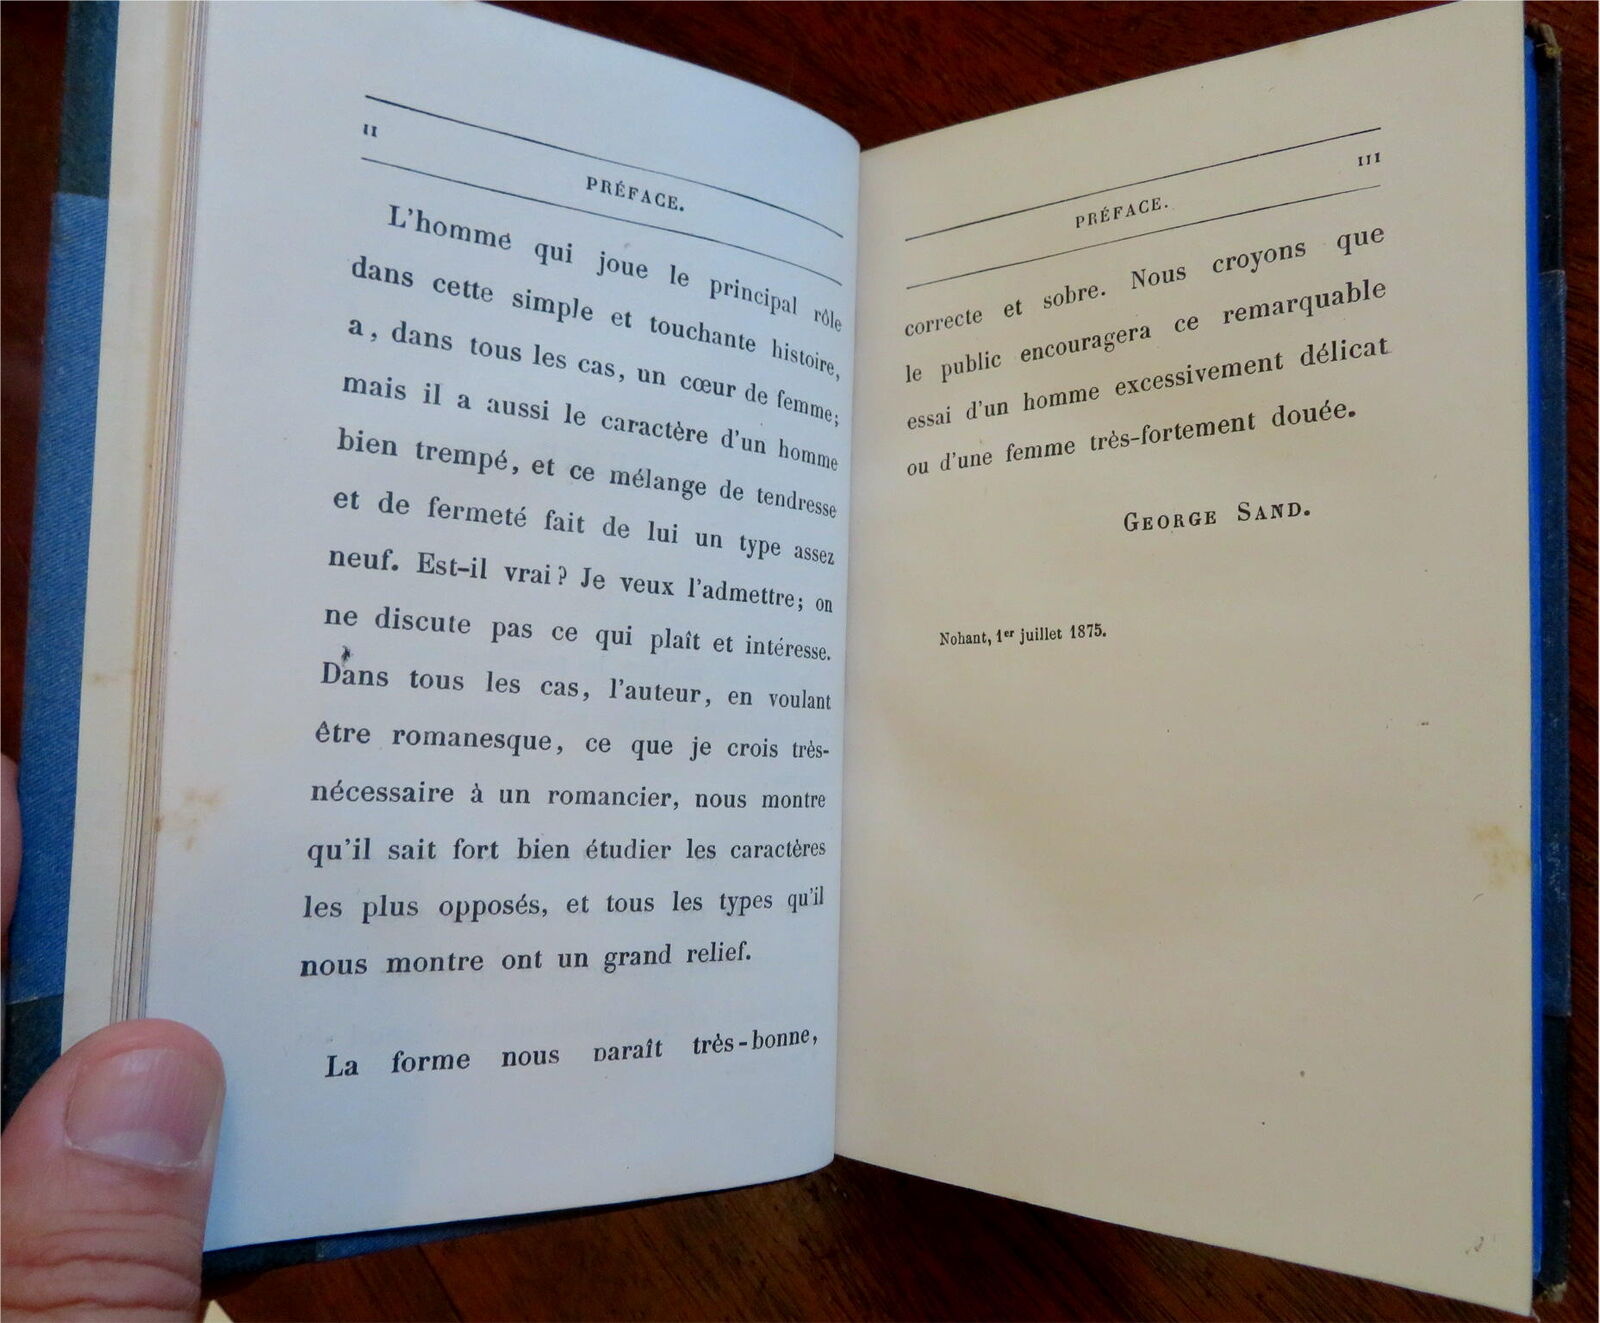 II
PRÉFACE.
L'homme qui joue le principal rôle
dans cette simple et touchante histoire,
a, dans tous les cas, un cœur de femme;
mais il a aussi le caractère d'un homme
bien trempé, et ce mélange de tendresse
et de fermeté fait de lui un type assez
neuf. Est-il vrai? Je veux l'admettre; on
ne discute pas ce qui plaît et intéresse.
Dans tous les cas, l'auteur, en voulant
être romanesque, ce que je crois très-
nécessaire à un romancier, nous montre
qu'il sait fort bien étudier les caractères
les plus opposés, et tous les types qu'il
nous montre ont un grand relief.
La forme nous paraît très-bonne,
III
PRÉFACE.
correcte et sobre. Nous croyons que
le public encouragera ce remarquable
essai d'un homme excessivement délicat
ou d'une femme très-fortement douée.
GEORGE SAND.
Nohant, 1er juillet 1875.